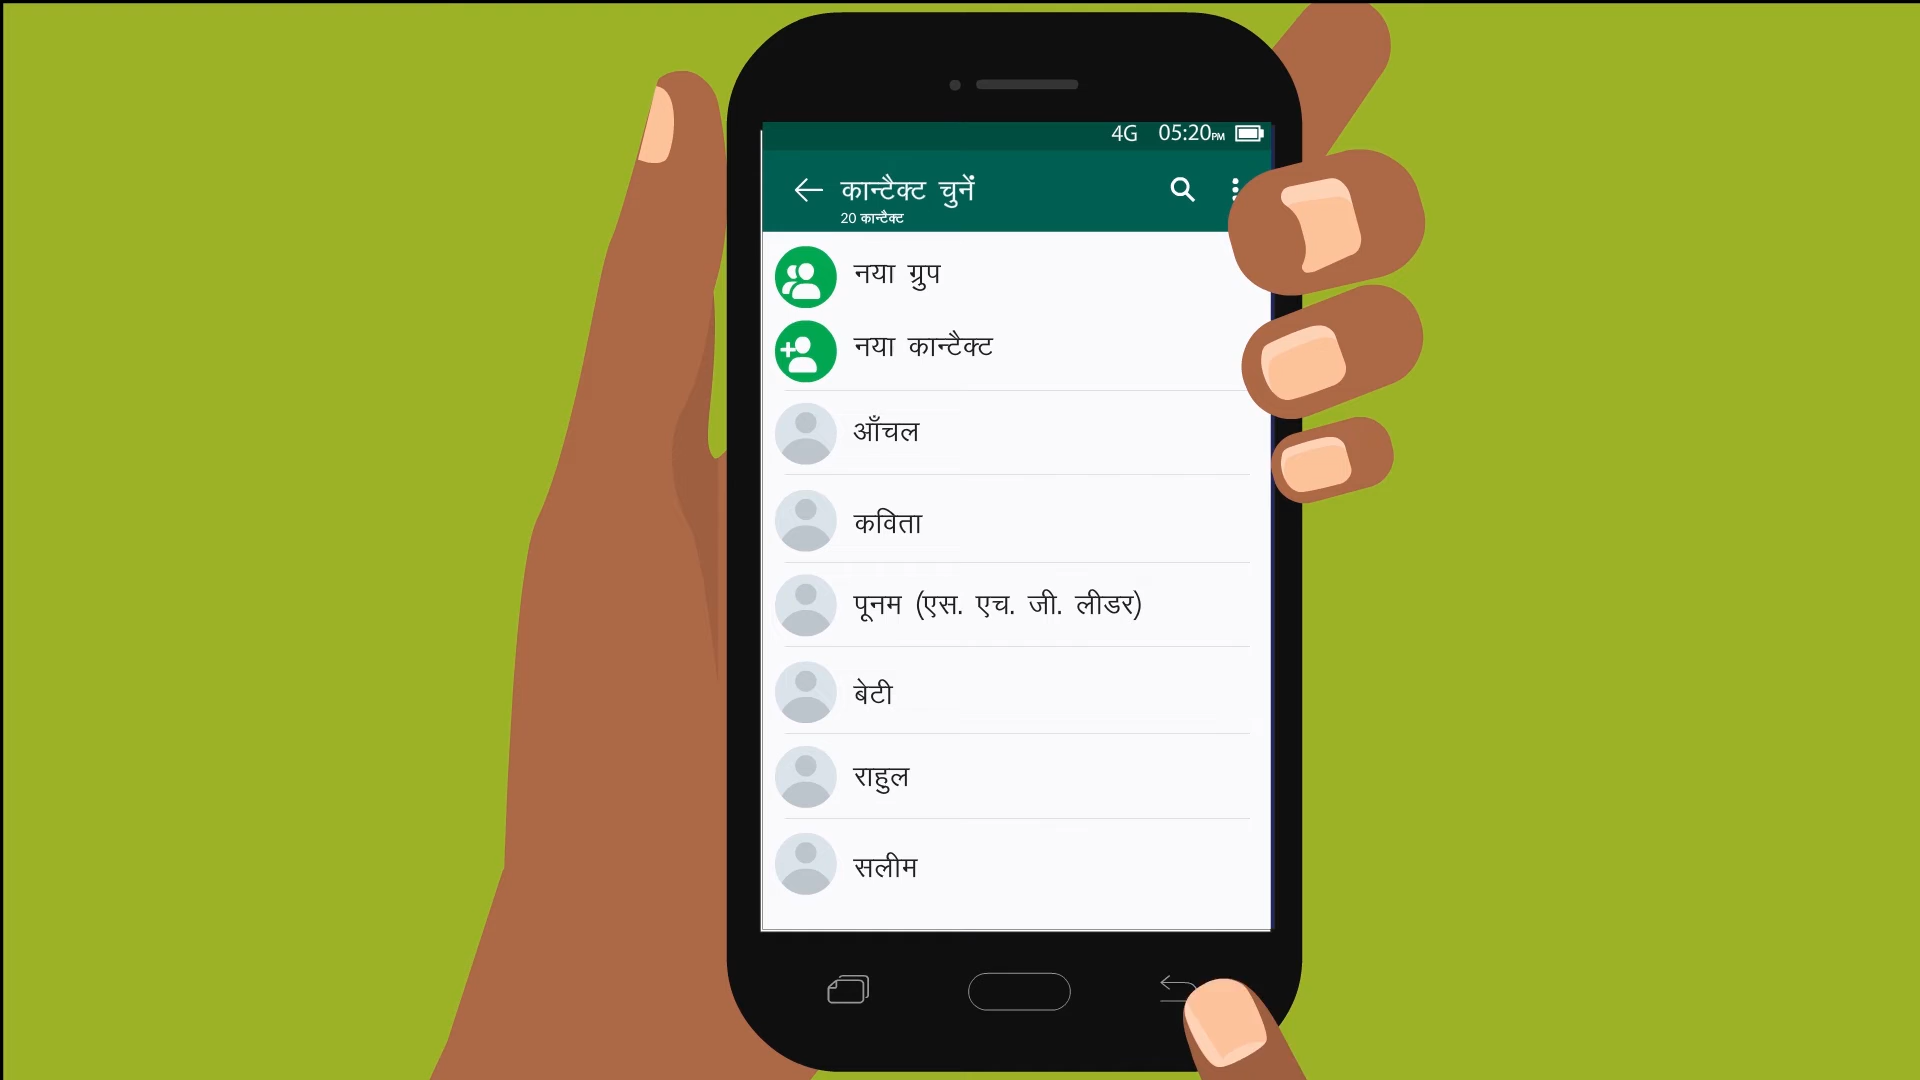 4G 05:20PM
कान्टैक्ट चुनें
20 कान्टैक्ट
नया ग्रुप
नया कान्टैक्ट
आँचल
कविता
पूनम (एस. एच. जी. लीडर)
बेटी
राहुल
सलीम